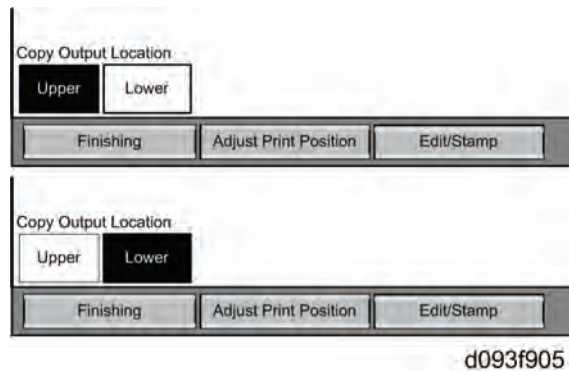 Copy Output Location
Upper Lower
Finishing Adjust Print Position Edit/Stamp
Copy Output Location
Upper Lower
Finishing Adjust Print Position Edit/Stamp
d093f905